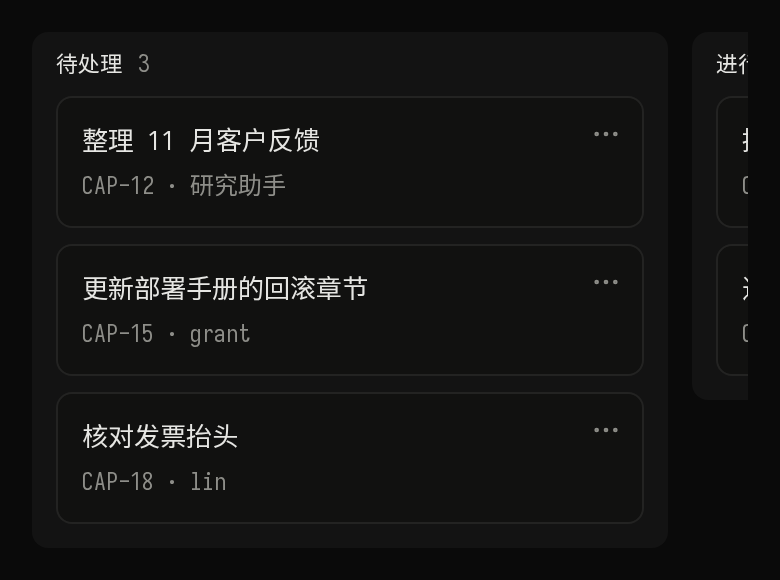 待处理 3
整理 11 月客户反馈
CAP-12 · 研究助手
更新部署手册的回滚章节
CAP-15 · grant
核对发票抬头
CAP-18 · lin
进行